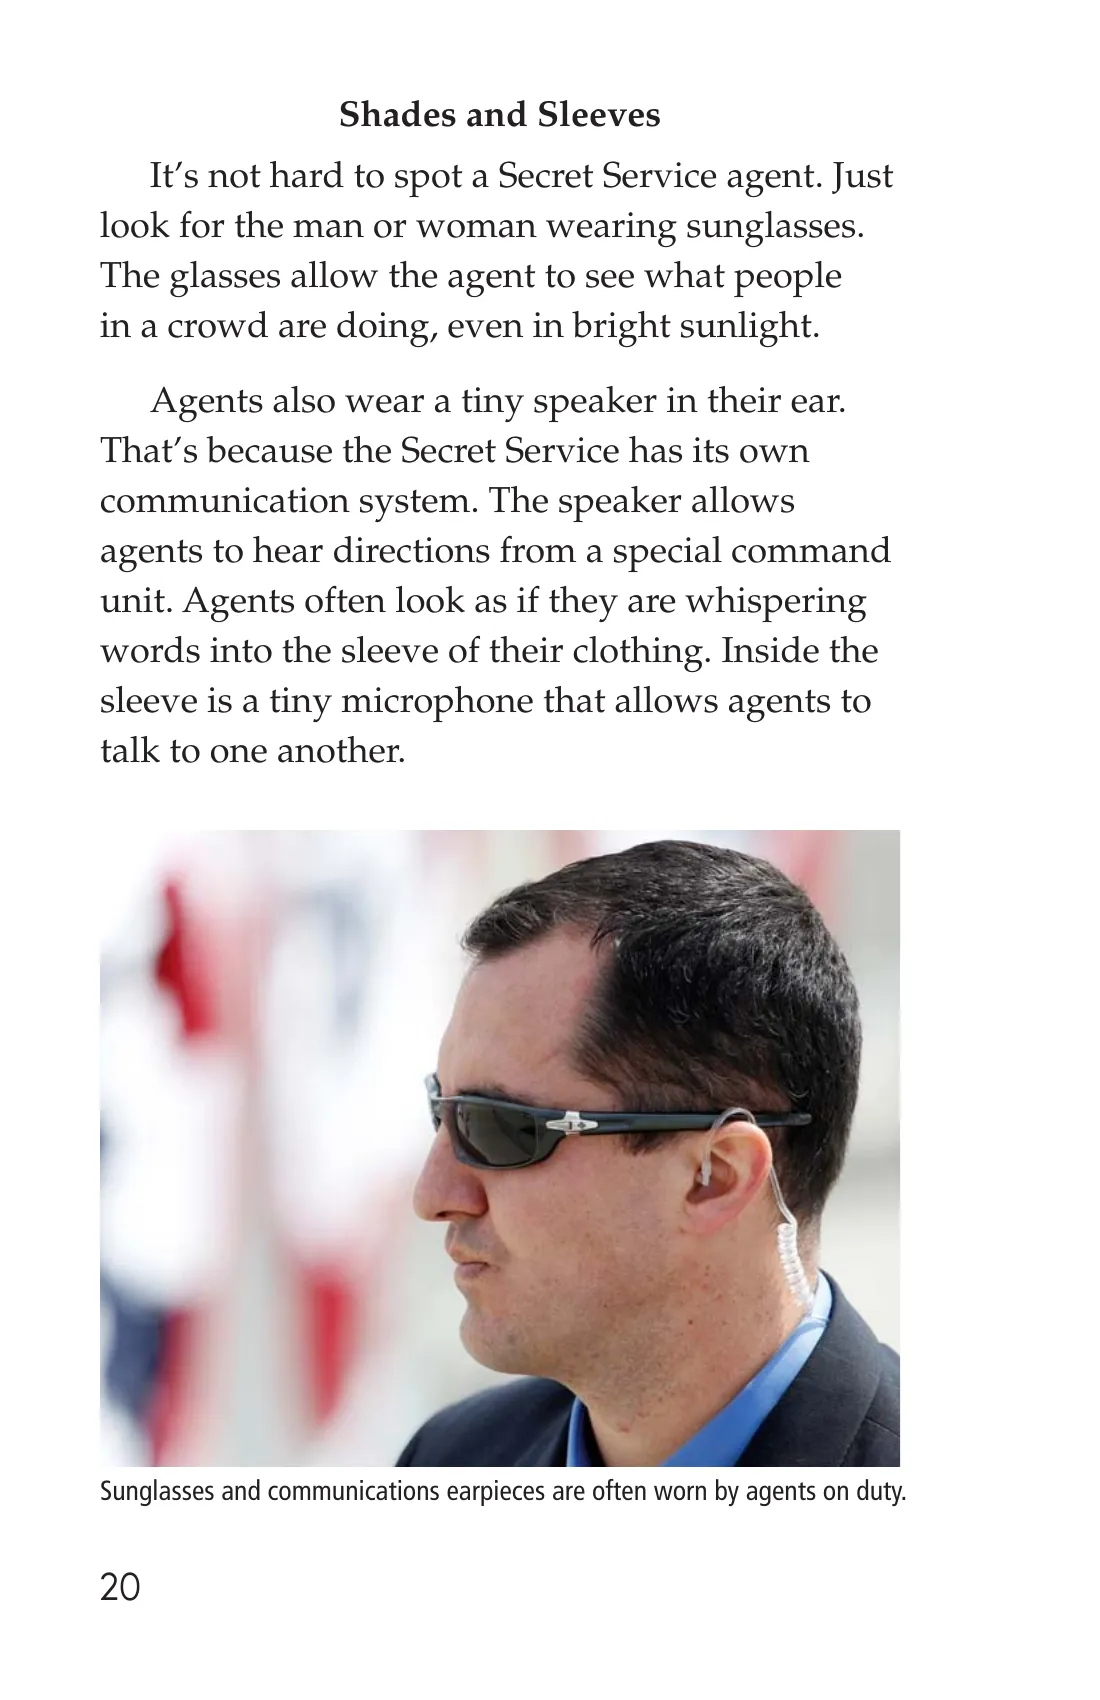 Shades and Sleeves
It’s not hard to spot a Secret Service agent. Just
look for the man or woman wearing sunglasses.
The glasses allow the agent to see what people
in a crowd are doing, even in bright sunlight.
Agents also wear a tiny speaker in their ear.
That’s because the Secret Service has its own
communication system. The speaker allows
agents to hear directions from a special command
unit. Agents often look as if they are whispering
words into the sleeve of their clothing. Inside the
sleeve is a tiny microphone that allows agents to
talk to one another.
Sunglasses and communications earpieces are often worn by agents on duty.
20